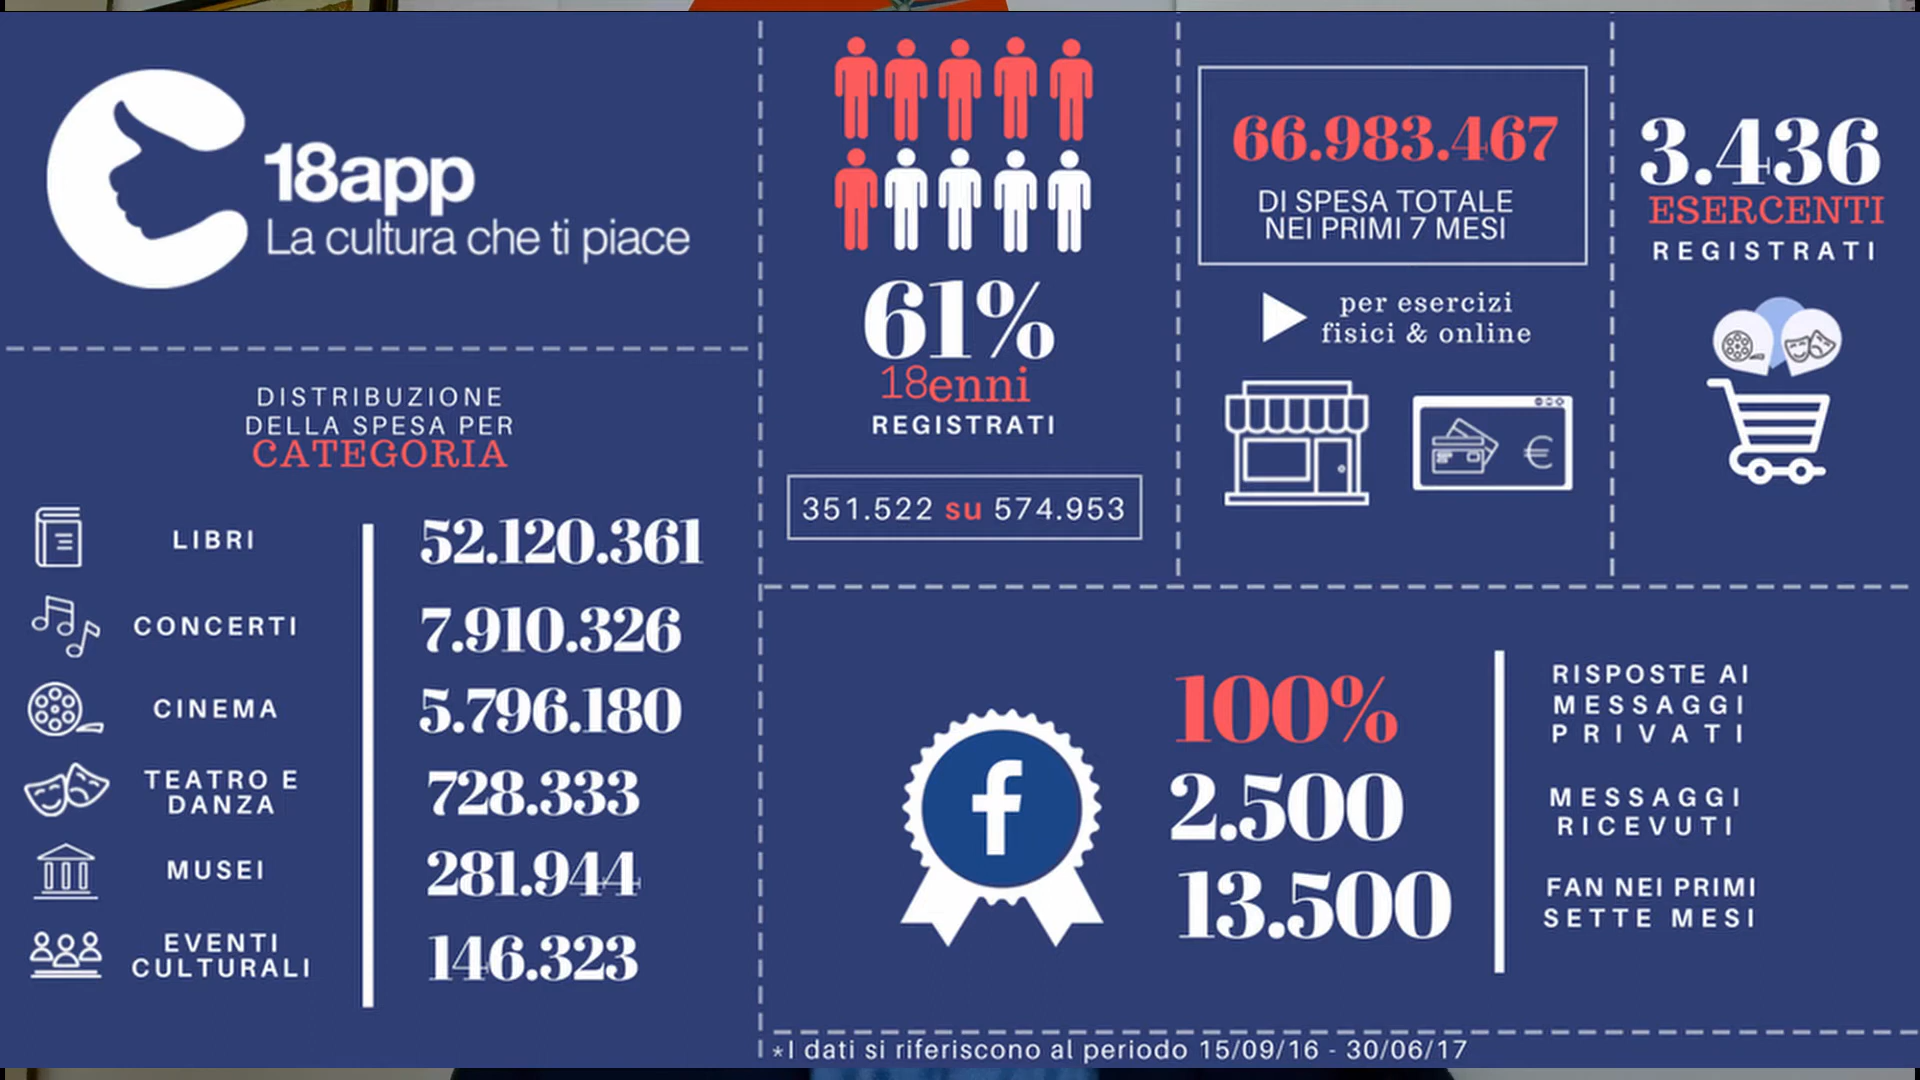 18app
La cultura che ti piace
DISTRIBUZIONE
DELLA SPESA PER
CATEGORIA
LIBRI 52.120.361
CONCERTI 7.910.326
CINEMA 5.796.180
TEATRO E
DANZA 728.333
MUSEI 281.944
EVENTI
CULTURALI 146.323
61%
18enni
REGISTRATI
351.522 su 574.953
66.983.467
DI SPESA TOTALE
NEI PRIMI 7 MESI
per esercizi
fisici & online
€
3.436
ESERCENTI
REGISTRATI
f
100%
RISPOSTE AI
MESSAGGI
PRIVATI
2.500
MESSAGGI
RICEVUTI
13.500
FAN NEI PRIMI
SETTE MESI
*I dati si riferiscono al periodo 15/09/16 - 30/06/17